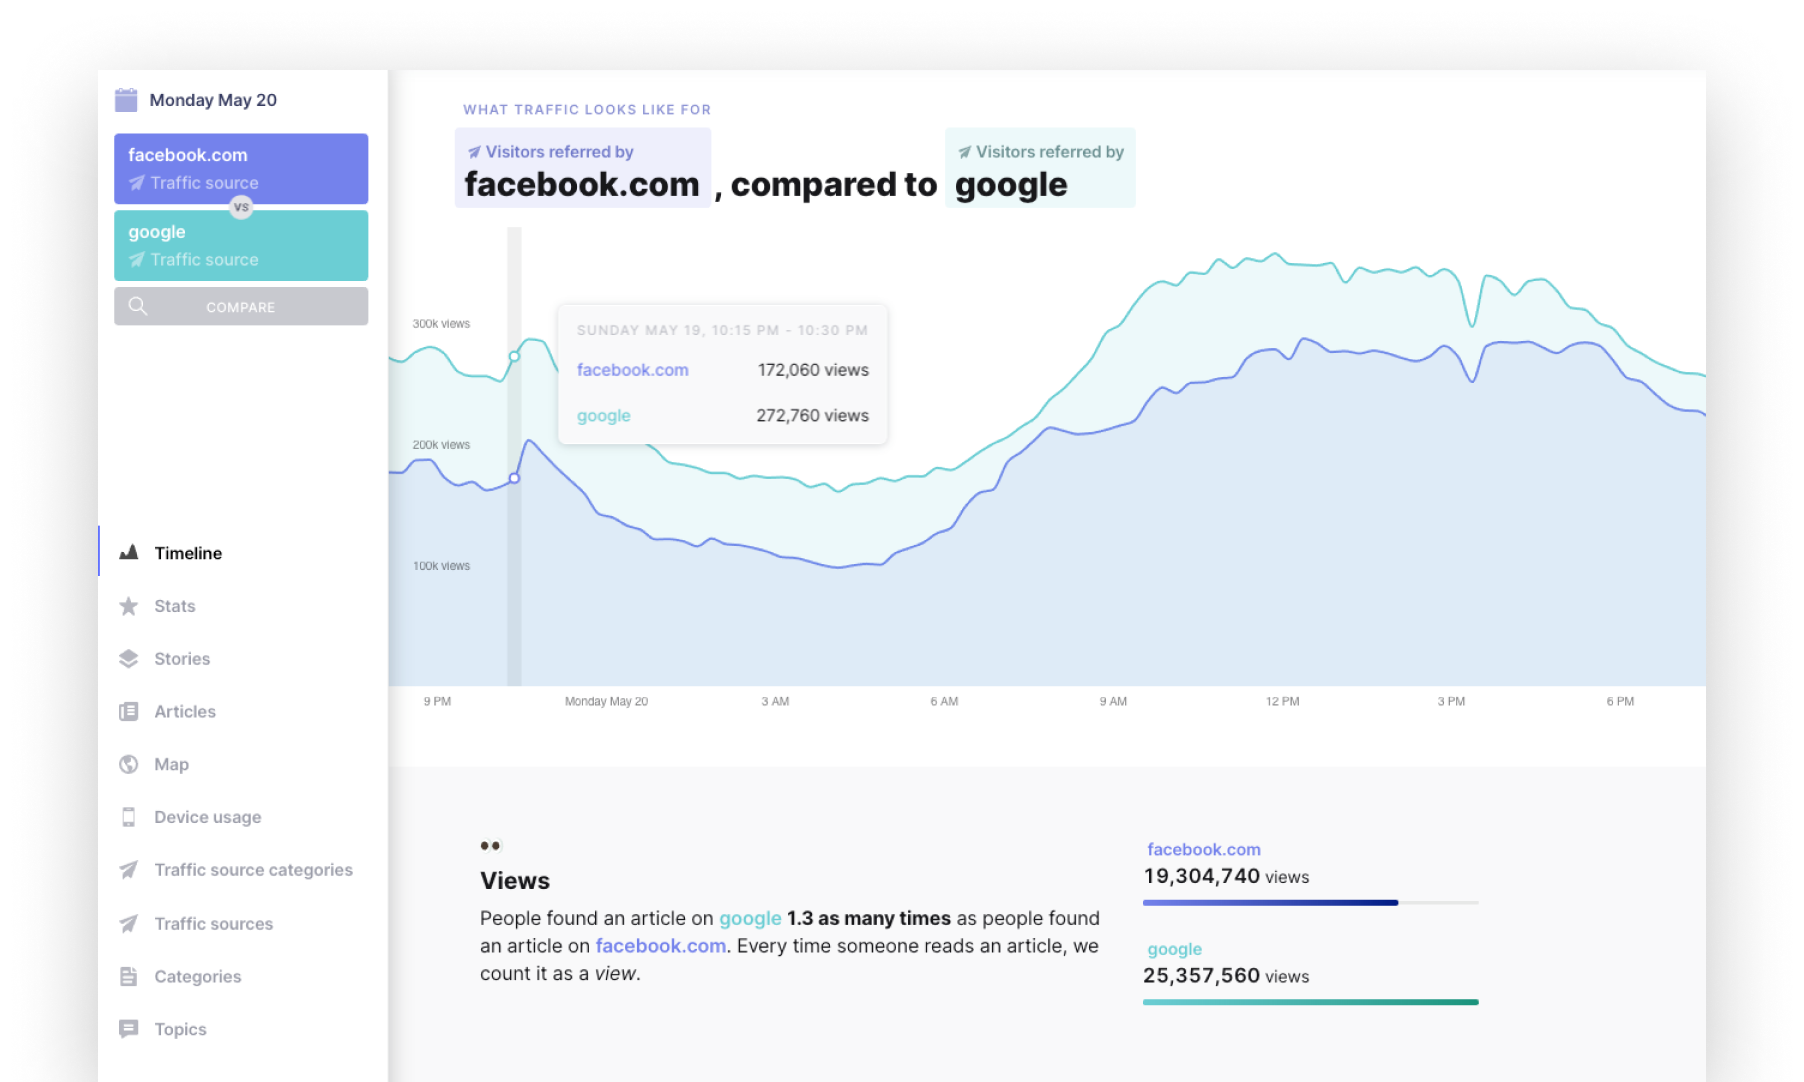 Monday May 20
facebook.com
Traffic source
VS
google
Traffic source
COMPARE
Timeline
Stats
Stories
Articles
Map
Device usage
Traffic source categories
Traffic sources
Categories
Topics
WHAT TRAFFIC LOOKS LIKE FOR
Visitors referred by Visitors referred by
facebook.com , compared to google
300k views
200k views
100k views
SUNDAY MAY 19, 10:15 PM - 10:30 PM
facebook.com 172,060 views
google 272,760 views
9 PM Monday May 20 3 AM 6 AM 9 AM 12 PM 3 PM 6 PM
Views
People found an article on google 1.3 as many times as people found
an article on facebook.com. Every time someone reads an article, we
count it as a view.
facebook.com
19,304,740 views
google
25,357,560 views